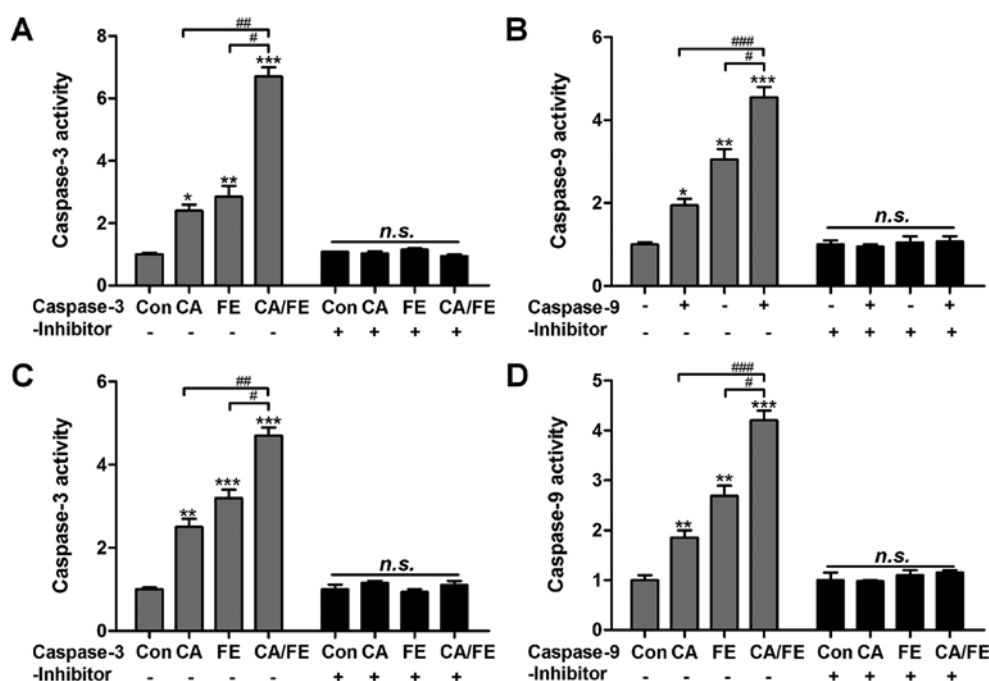 A
##
#
***
**
*
n.s.
Caspase-3 activity
8
6
4
2
0
Caspase-3 Con CA FE CA/FE Con CA FE CA/FE
-Inhibitor - - - - + + + +
B
###
#
***
**
*
n.s.
Caspase-9 activity
6
4
2
0
Caspase-9 - + - + - + - +
-Inhibitor - - - - + + + +
C
##
#
***
***
**
n.s.
Caspase-3 activity
6
4
2
0
Caspase-3 Con CA FE CA/FE Con CA FE CA/FE
-Inhibitor - - - - + + + +
D
###
#
***
**
**
n.s.
Caspase-9 activity
5
4
3
2
1
0
Caspase-9 Con CA FE CA/FE Con CA FE CA/FE
-Inhibitor - - - - + + + +